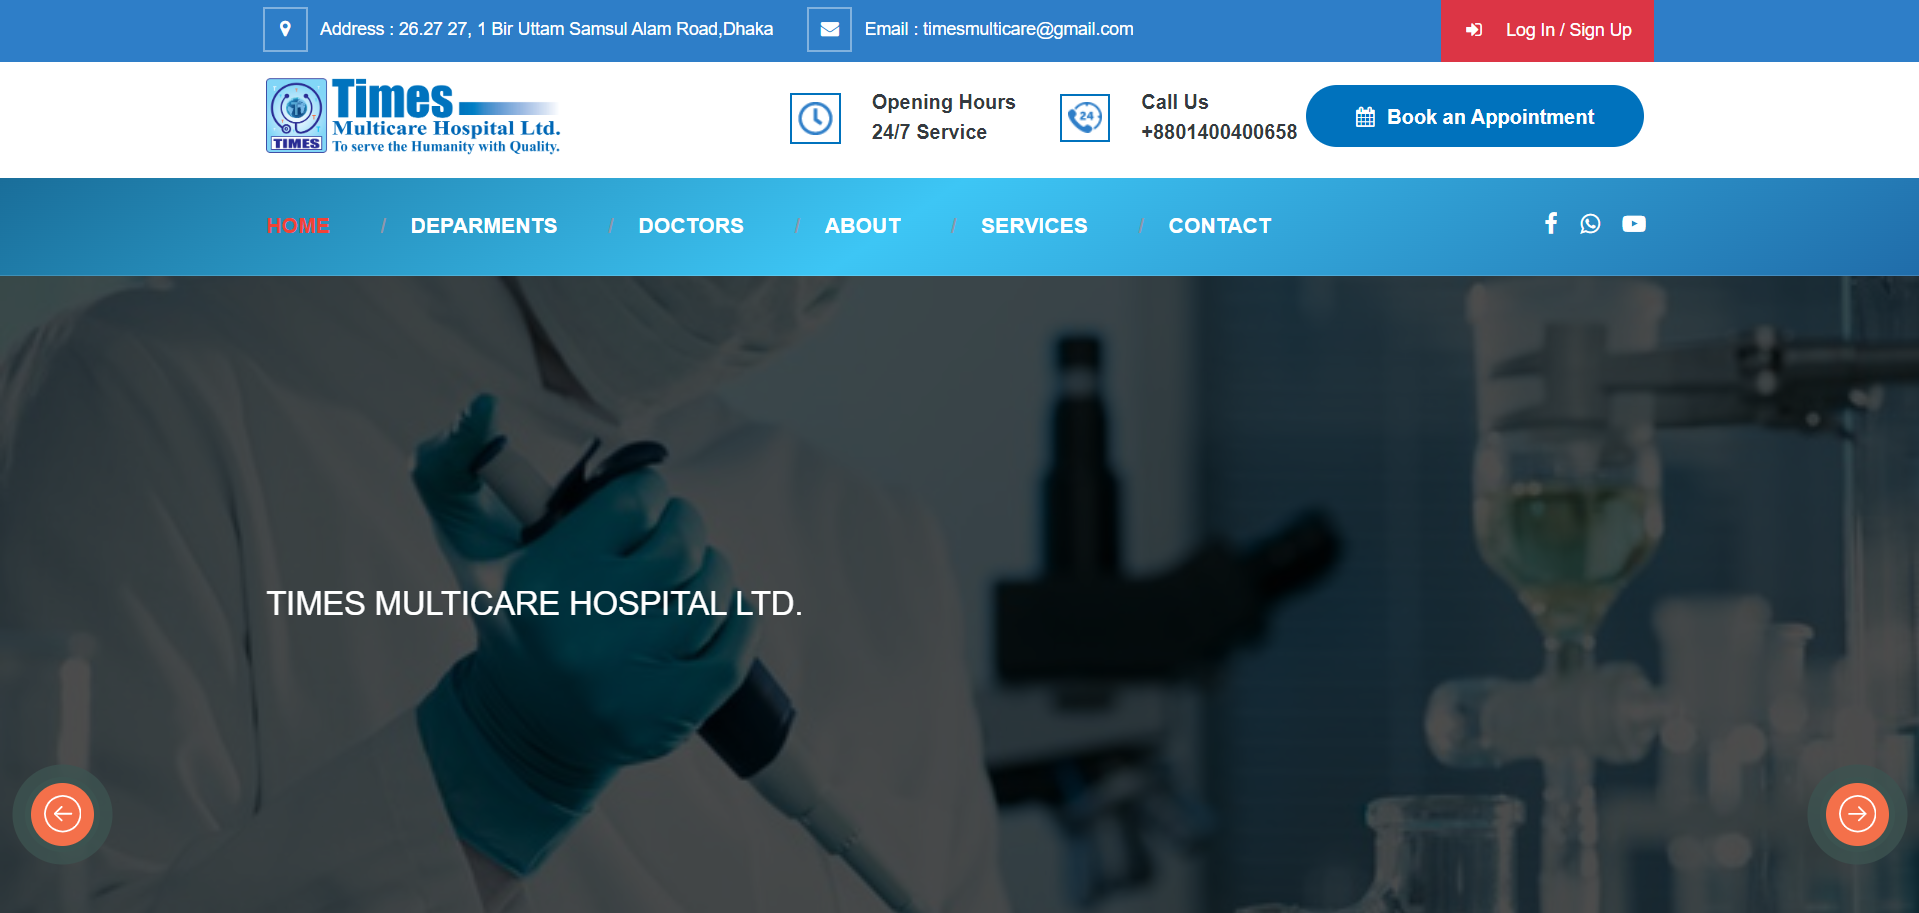 Address : 26.27 27, 1 Bir Uttam Samsul Alam Road,Dhaka
Email : timesmulticare@gmail.com
Log In / Sign Up
TIMES
Times
Multicare Hospital Ltd.
To serve the Humanity with Quality.
Opening Hours
24/7 Service
24
Call Us
+8801400400658
Book an Appointment
HOME / DEPARMENTS / DOCTORS / ABOUT / SERVICES / CONTACT
TIMES MULTICARE HOSPITAL LTD.